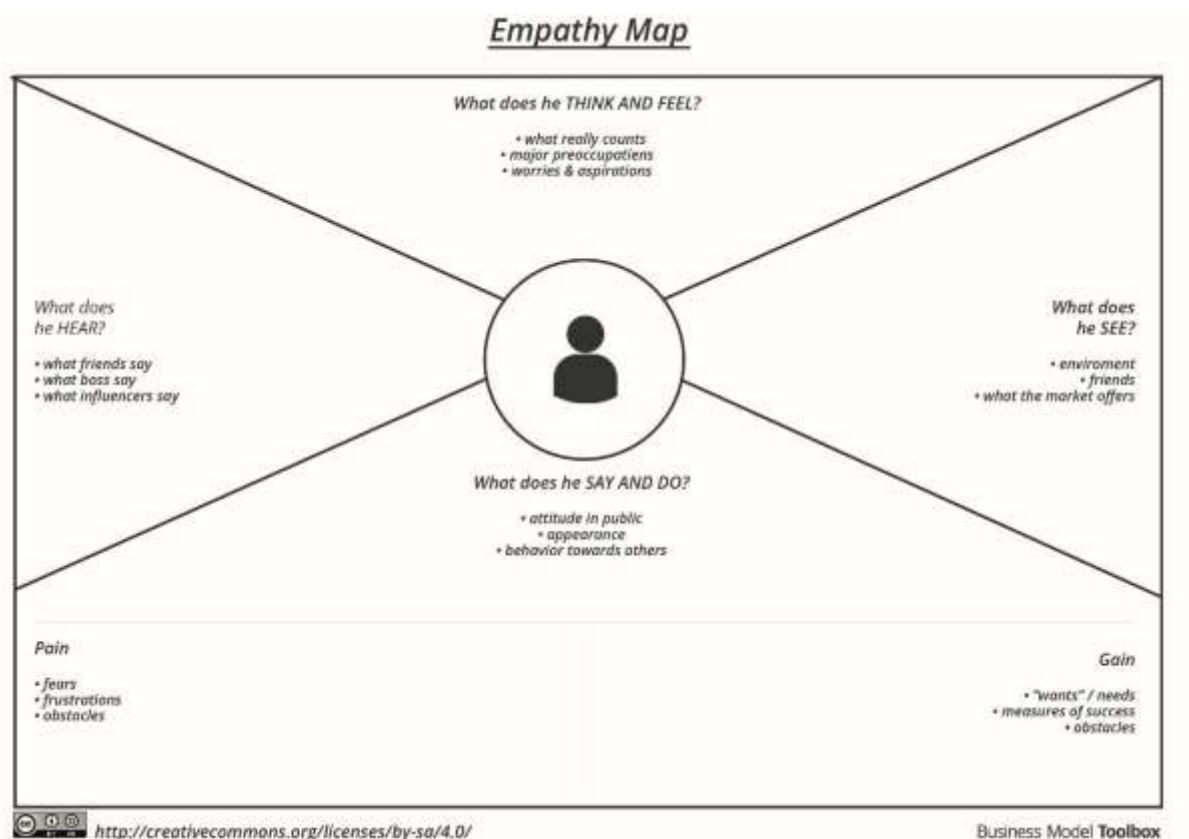 Empathy Map
What does he THINK AND FEEL?
• what really counts
• major preoccupatiens
• worries & aspirations
What does
he HEAR?
• what friends say
• what boss say
• what influencers say
What does
he SEE?
• enviroment
• friends
• what the market offers
What does he SAY AND DO?
• attitude in public
• appearance
• behavior towards others
Pain
• fears
• frustrations
• obstacles
Gain
• "wants" / needs
• measures of success
• obstacles
cc
BY
http://creativecommons.org/licenses/by-sa/4.0/
Business Model Toolbox